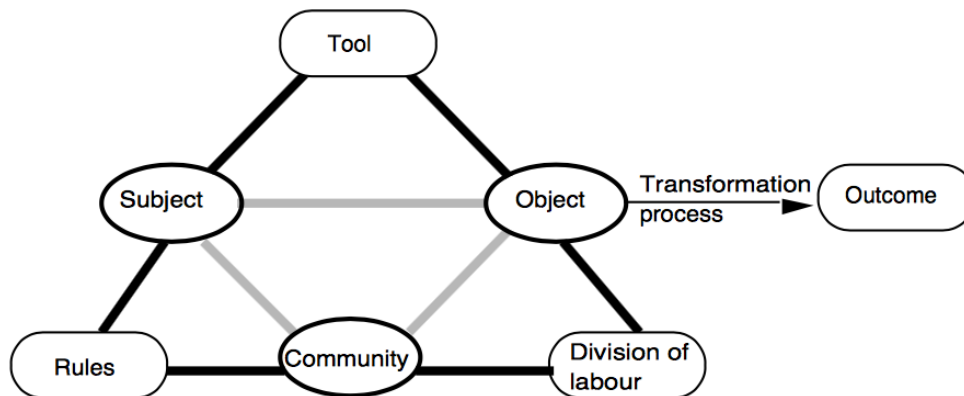 Tool
Subject
Object
Transformation
process
Outcome
Rules
Community
Division of
labour